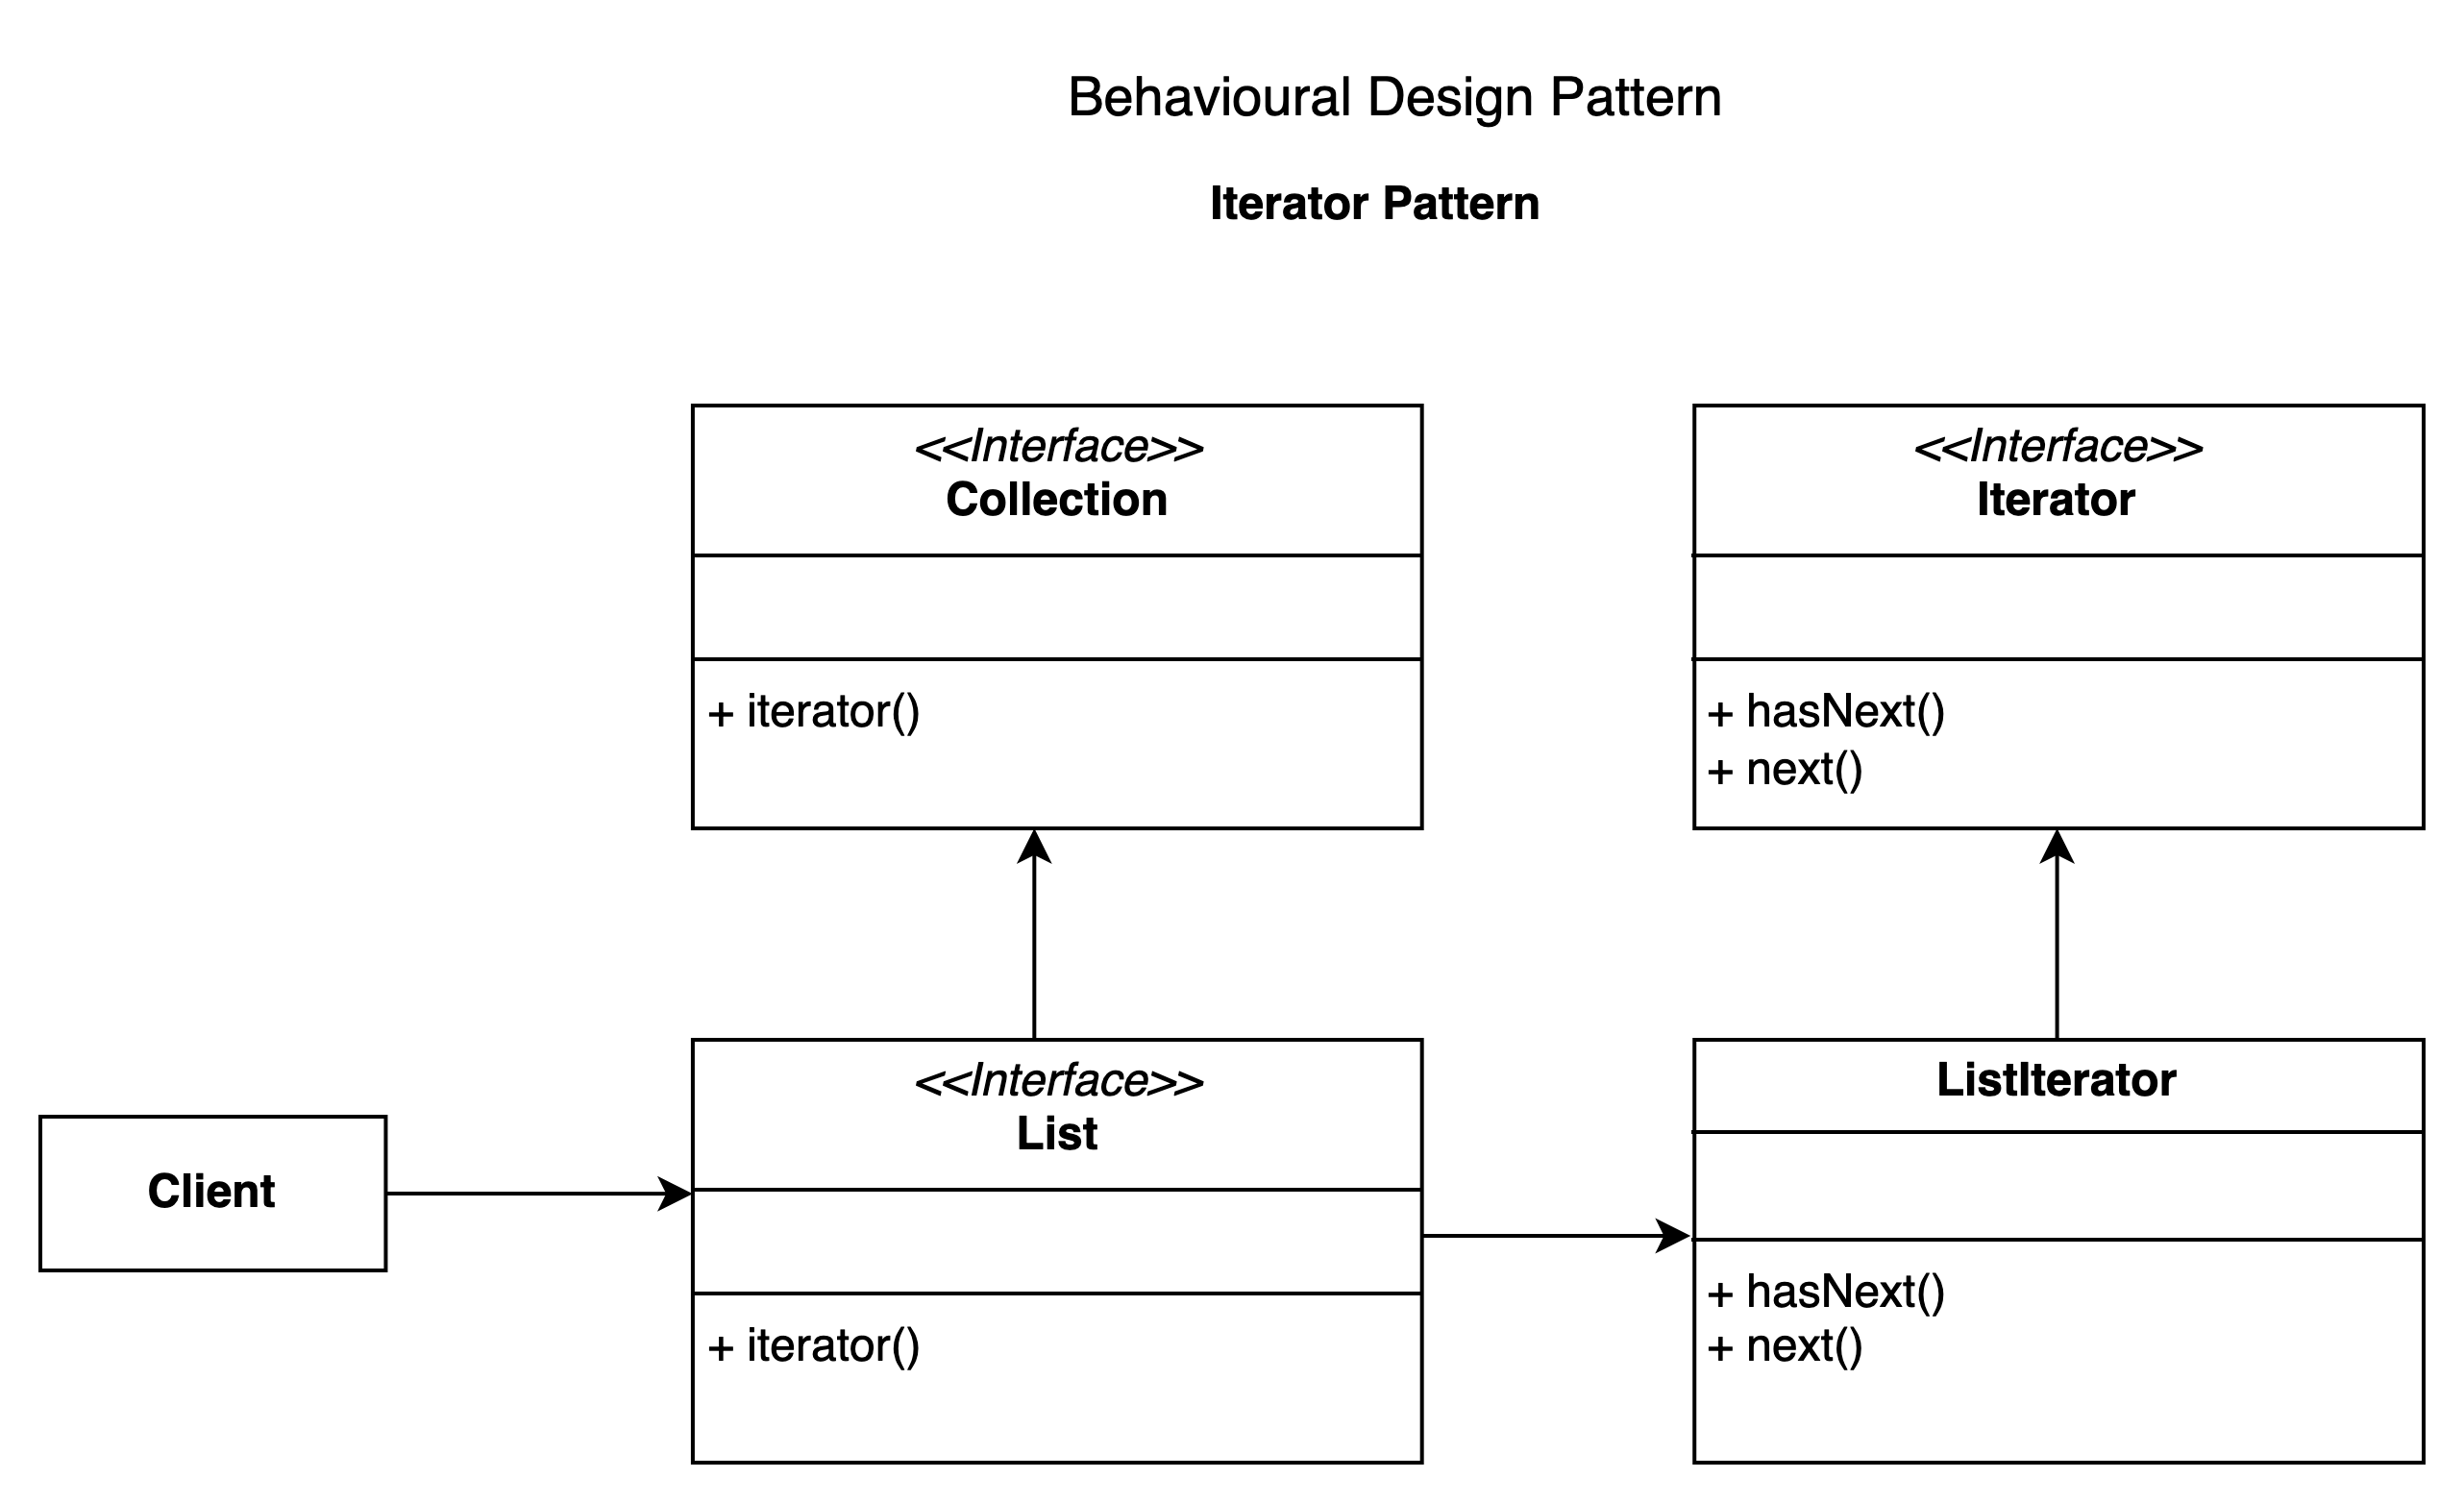 Behavioural Design Pattern
Iterator Pattern
<<Interface>>
Collection
+ iterator()
<<Interface>>
Iterator
+ hasNext()
+ next()
Client
<<Interface>>
List
+ iterator()
ListIterator
+ hasNext()
+ next()